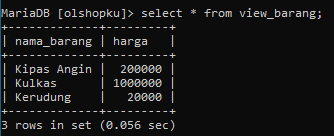 MariaDB [olshopku]> select * from view_barang;
+-------------+---------+
| nama_barang | harga   |
+-------------+---------+
| Kipas Angin |  200000 |
| Kulkas      | 1000000 |
| Kerudung    |   20000 |
+-------------+---------+
3 rows in set (0.056 sec)